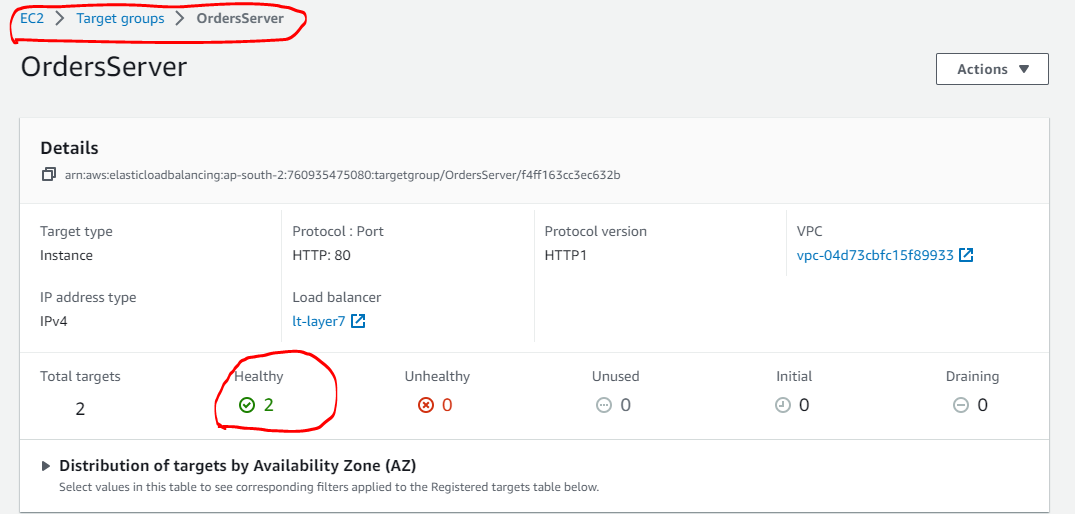 EC2 > Target groups > OrdersServer
OrdersServer
Actions
Details
arn:aws:elasticloadbalancing:ap-south-2:760935475080:targetgroup/OrdersServer/f4ff163cc3ec632b
Target type Protocol : Port Protocol version VPC
Instance HTTP: 80 HTTP1 vpc-04d73cbfc15f89933
IP address type Load balancer
IPv4 lt-layer7
Total targets Healthy Unhealthy Unused Initial Draining
2 2 0 0 0 0
Distribution of targets by Availability Zone (AZ)
Select values in this table to see corresponding filters applied to the Registered targets table below.